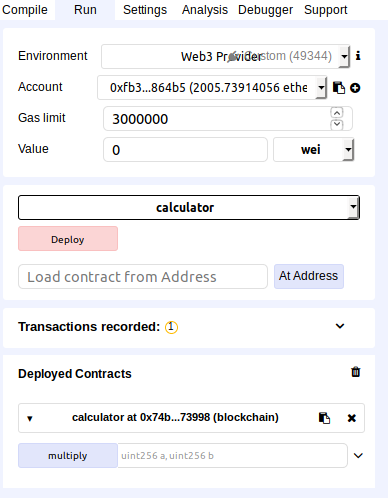 Compile Run Settings Analysis Debugger Support
Environment Web3 Provider Custom (49344) i
Account 0xfb3...864b5 (2005.73914056 ethe
Gas limit 3000000
Value 0 wei
calculator
Deploy
Load contract from Address At Address
Transactions recorded: 1
Deployed Contracts
calculator at 0x74b...73998 (blockchain)
multiply uint256 a, uint256 b